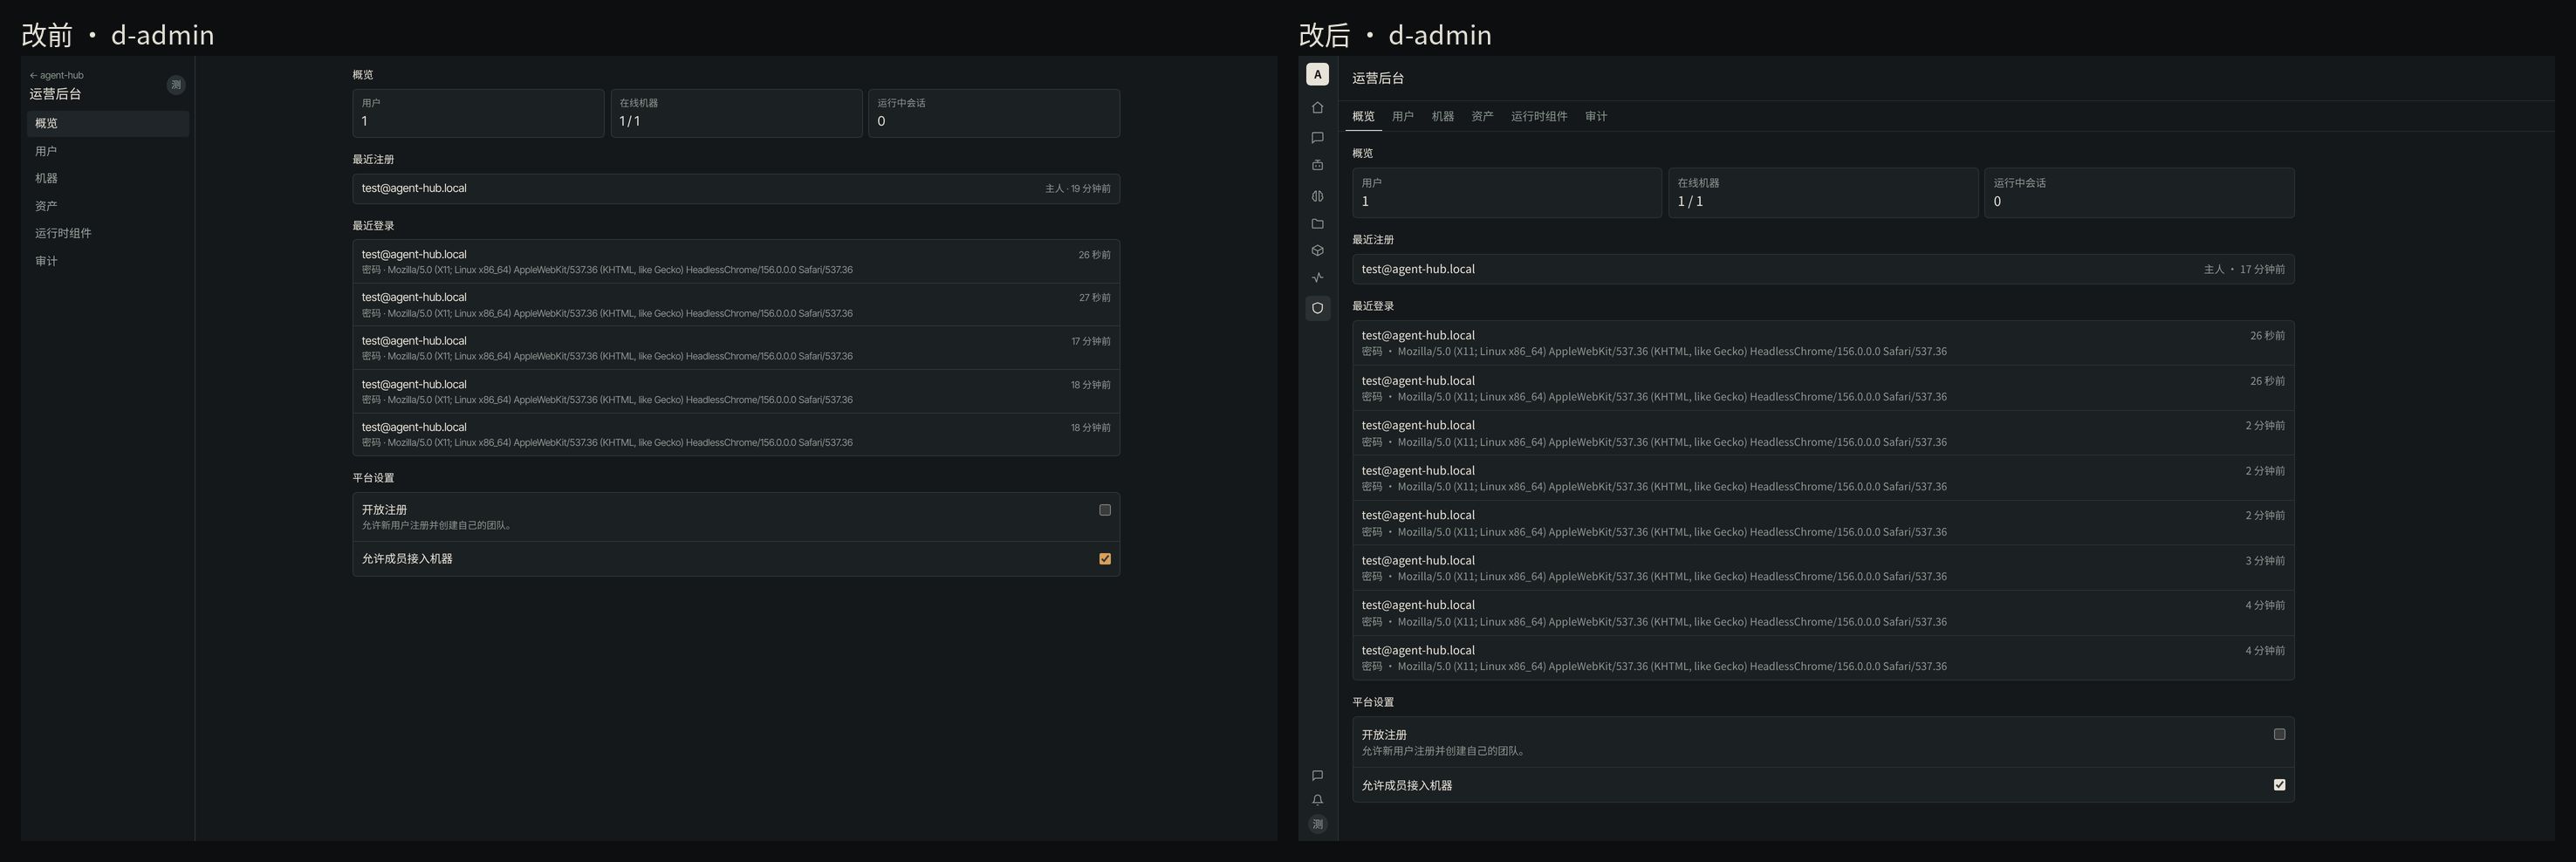 改前 · d-admin
← agent-hub
运营后台
测
概览
用户
机器
资产
运行时组件
审计
概览
用户
1
在线机器
1 / 1
运行中会话
0
最近注册
test@agent-hub.local
主人 · 19 分钟前
最近登录
test@agent-hub.local
26 秒前
密码 · Mozilla/5.0 (X11; Linux x86_64) AppleWebKit/537.36 (KHTML, like Gecko) HeadlessChrome/156.0.0.0 Safari/537.36
test@agent-hub.local
27 秒前
密码 · Mozilla/5.0 (X11; Linux x86_64) AppleWebKit/537.36 (KHTML, like Gecko) HeadlessChrome/156.0.0.0 Safari/537.36
test@agent-hub.local
17 分钟前
密码 · Mozilla/5.0 (X11; Linux x86_64) AppleWebKit/537.36 (KHTML, like Gecko) HeadlessChrome/156.0.0.0 Safari/537.36
test@agent-hub.local
18 分钟前
密码 · Mozilla/5.0 (X11; Linux x86_64) AppleWebKit/537.36 (KHTML, like Gecko) HeadlessChrome/156.0.0.0 Safari/537.36
test@agent-hub.local
18 分钟前
密码 · Mozilla/5.0 (X11; Linux x86_64) AppleWebKit/537.36 (KHTML, like Gecko) HeadlessChrome/156.0.0.0 Safari/537.36
平台设置
开放注册
允许新用户注册并创建自己的团队。
允许成员接入机器
改后 · d-admin
A
运营后台
概览 用户 机器 资产 运行时组件 审计
概览
用户
1
在线机器
1 / 1
运行中会话
0
最近注册
test@agent-hub.local
主人 · 17 分钟前
最近登录
test@agent-hub.local
26 秒前
密码 · Mozilla/5.0 (X11; Linux x86_64) AppleWebKit/537.36 (KHTML, like Gecko) HeadlessChrome/156.0.0.0 Safari/537.36
test@agent-hub.local
26 秒前
密码 · Mozilla/5.0 (X11; Linux x86_64) AppleWebKit/537.36 (KHTML, like Gecko) HeadlessChrome/156.0.0.0 Safari/537.36
test@agent-hub.local
2 分钟前
密码 · Mozilla/5.0 (X11; Linux x86_64) AppleWebKit/537.36 (KHTML, like Gecko) HeadlessChrome/156.0.0.0 Safari/537.36
test@agent-hub.local
2 分钟前
密码 · Mozilla/5.0 (X11; Linux x86_64) AppleWebKit/537.36 (KHTML, like Gecko) HeadlessChrome/156.0.0.0 Safari/537.36
test@agent-hub.local
2 分钟前
密码 · Mozilla/5.0 (X11; Linux x86_64) AppleWebKit/537.36 (KHTML, like Gecko) HeadlessChrome/156.0.0.0 Safari/537.36
test@agent-hub.local
3 分钟前
密码 · Mozilla/5.0 (X11; Linux x86_64) AppleWebKit/537.36 (KHTML, like Gecko) HeadlessChrome/156.0.0.0 Safari/537.36
test@agent-hub.local
4 分钟前
密码 · Mozilla/5.0 (X11; Linux x86_64) AppleWebKit/537.36 (KHTML, like Gecko) HeadlessChrome/156.0.0.0 Safari/537.36
test@agent-hub.local
4 分钟前
密码 · Mozilla/5.0 (X11; Linux x86_64) AppleWebKit/537.36 (KHTML, like Gecko) HeadlessChrome/156.0.0.0 Safari/537.36
平台设置
开放注册
允许新用户注册并创建自己的团队。
允许成员接入机器
测